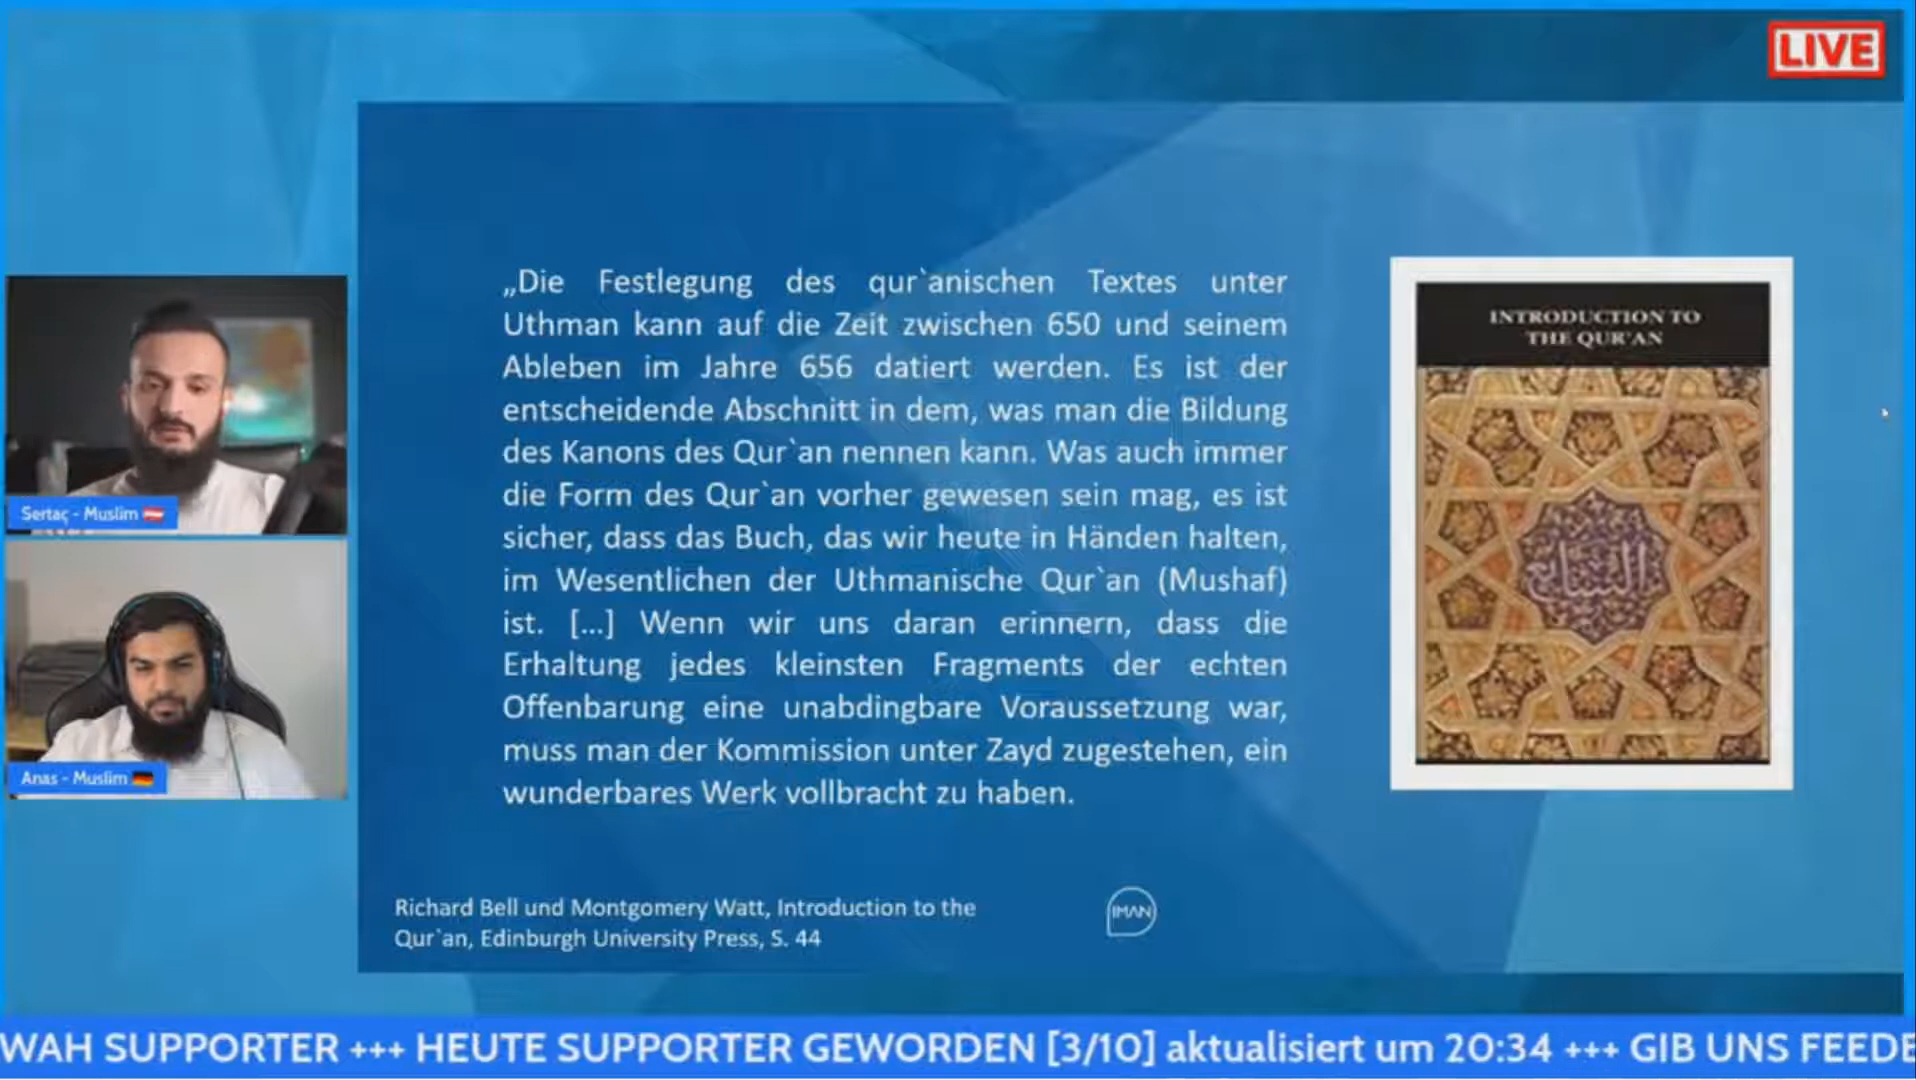 LIVE
„Die Festlegung des qur`anischen Textes unter
Uthman kann auf die Zeit zwischen 650 und seinem
Ableben im Jahre 656 datiert werden. Es ist der
entscheidende Abschnitt in dem, was man die Bildung
des Kanons des Qur`an nennen kann. Was auch immer
die Form des Qur`an vorher gewesen sein mag, es ist
sicher, dass das Buch, das wir heute in Händen halten,
im Wesentlichen der Uthmanische Qur`an (Mushaf)
ist. [...] Wenn wir uns daran erinnern, dass die
Erhaltung jedes kleinsten Fragments der echten
Offenbarung eine unabdingbare Voraussetzung war,
muss man der Kommission unter Zayd zugestehen, ein
wunderbares Werk vollbracht zu haben.
INTRODUCTION TO
THE QUR'AN
Sertaç - Muslim
Anas - Muslim
Richard Bell und Montgomery Watt, Introduction to the
Qur`an, Edinburgh University Press, S. 44
IMAN
WAH SUPPORTER +++ HEUTE SUPPORTER GEWORDEN [3/10] aktualisiert um 20:34 +++ GIB UNS FEEDE